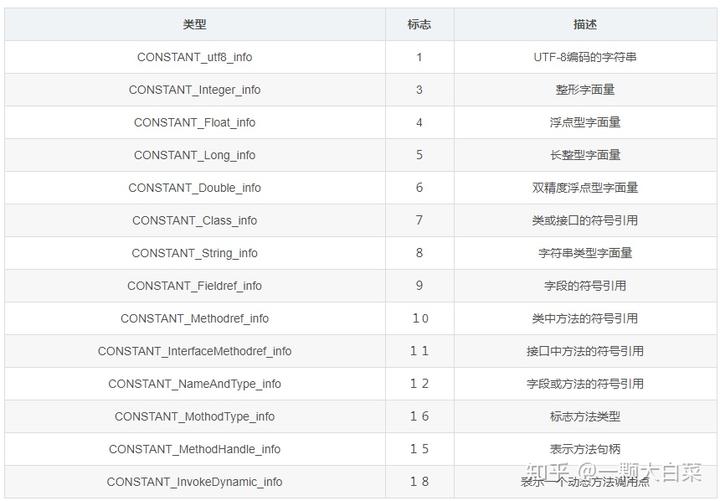 类型 标志 描述
CONSTANT_utf8_info 1 UTF-8编码的字符串
CONSTANT_Integer_info 3 整形字面量
CONSTANT_Float_info 4 浮点型字面量
CONSTANT_Long_info 5 长整型字面量
CONSTANT_Double_info 6 双精度浮点型字面量
CONSTANT_Class_info 7 类或接口的符号引用
CONSTANT_String_info 8 字符串类型字面量
CONSTANT_Fieldref_info 9 字段的符号引用
CONSTANT_Methodref_info 10 类中方法的符号引用
CONSTANT_InterfaceMethodref_info 11 接口中方法的符号引用
CONSTANT_NameAndType_info 12 字段或方法的符号引用
CONSTANT_MothodType_info 16 标志方法类型
CONSTANT_MethodHandle_info 15 表示方法句柄
CONSTANT_InvokeDynamic_info 18 表示一个动态方法调用点
知乎 @一颗大白菜